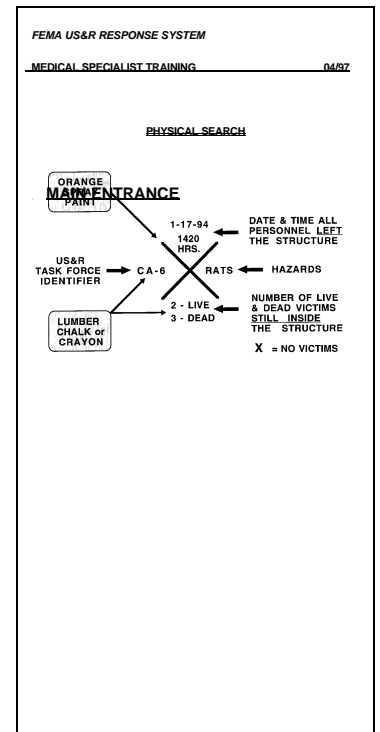 FEMA US&R RESPONSE SYSTEM
MEDICAL SPECIALIST TRAINING 04/97
PHYSICAL SEARCH
ORANGE
SPRAY
PAINT
MAIN ENTRANCE
1-17-94
1420
HRS.
DATE & TIME ALL
PERSONNEL LEFT
THE STRUCTURE
US&R
TASK FORCE
IDENTIFIER
CA-6
RATS
HAZARDS
2 - LIVE
3 - DEAD
NUMBER OF LIVE
& DEAD VICTIMS
STILL INSIDE
THE STRUCTURE
LUMBER
CHALK or
CRAYON
X = NO VICTIMS